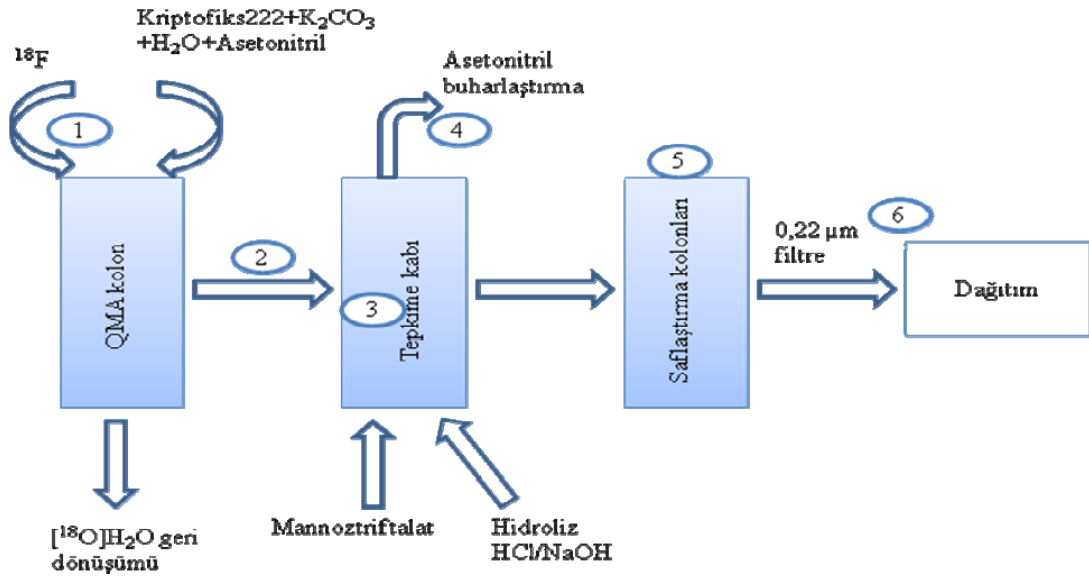 Kriptofiks222+K₂CO₃
+H₂O+Asetonitril
¹⁸F
1
Asetonitril
buharlaştırma
4
5
6
0,22 µm
filtre
2
3
QMA kolon
Tepkime kabı
Saflaştırma kolonları
Dağıtım
[¹⁸O]H₂O geri
dönüşümü
Mannoztriftalat
Hidroliz
HCl/NaOH